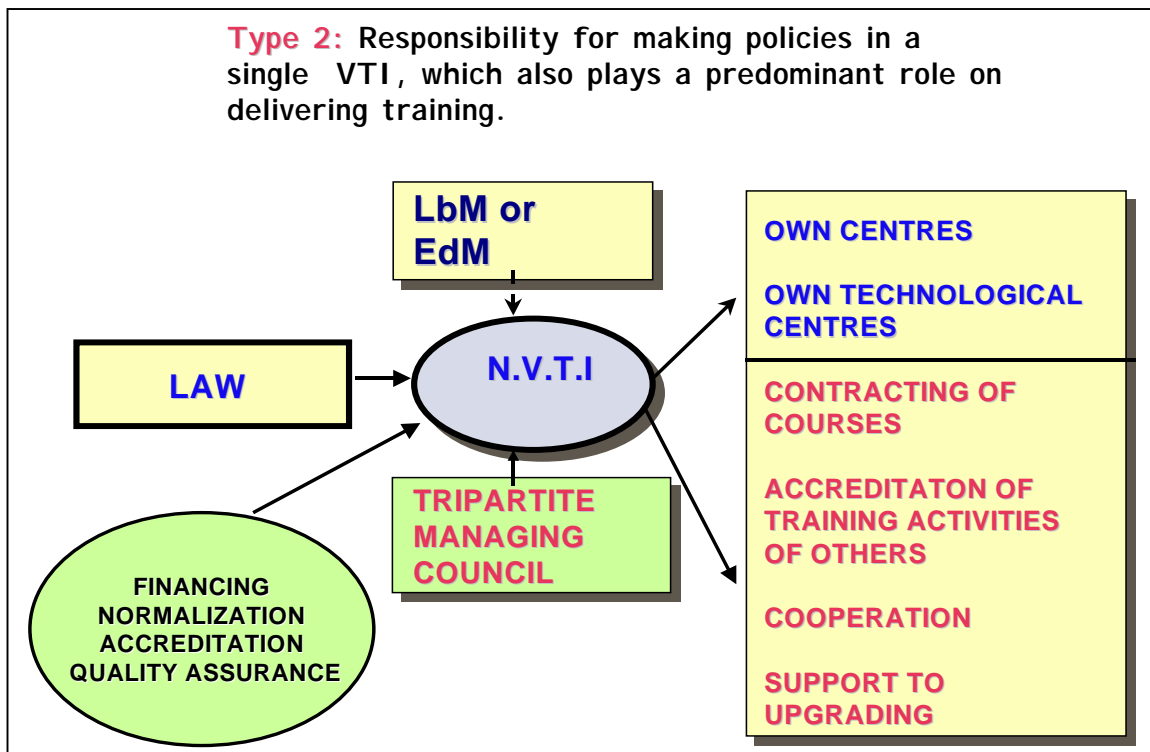 Type 2: Responsibility for making policies in a
single VTI, which also plays a predominant role on
delivering training.
LbM or
EdM
LAW
N.V.T.I
TRIPARTITE
MANAGING
COUNCIL
FINANCING
NORMALIZATION
ACCREDITATION
QUALITY ASSURANCE
OWN CENTRES
OWN TECHNOLOGICAL
CENTRES
CONTRACTING OF
COURSES
ACCREDITATON OF
TRAINING ACTIVITIES
OF OTHERS
COOPERATION
SUPPORT TO
UPGRADING